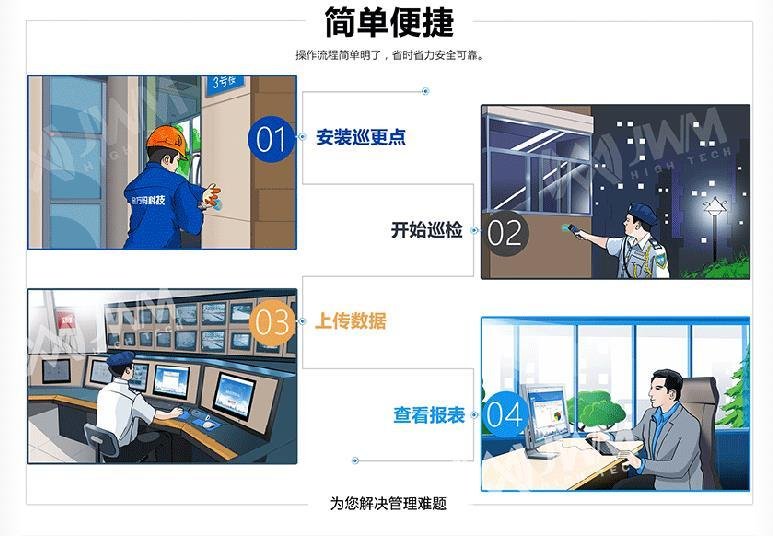 简单便捷
操作流程简单明了，省时省力安全可靠。
3号楼
01
安装巡更点
JWM
HIGH TECH
开始巡检
02
03
上传数据
查看报表
04
为您解决管理难题